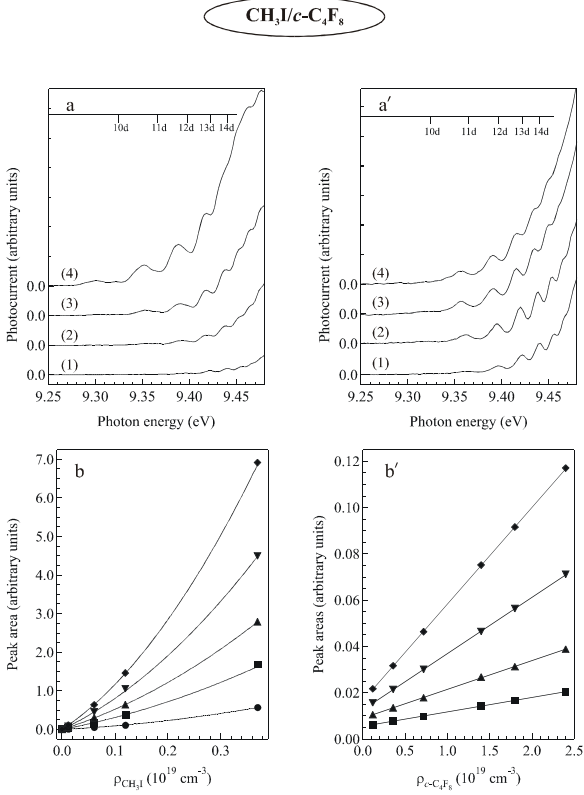 CH3I/c-C4F8
a
10d 11d 12d 13d 14d
Photocurrent (arbitrary units)
(4)
0.0
(3)
0.0
(2)
0.0
(1)
0.0
9.25 9.30 9.35 9.40 9.45
Photon energy (eV)
a′
10d 11d 12d 13d 14d
Photocurrent (arbitrary units)
(4)
0.0
(3)
0.0
(2)
0.0
(1)
0.0
9.25 9.30 9.35 9.40 9.45
Photon energy (eV)
b
Peak area (arbitrary units)
7.0
6.0
5.0
4.0
3.0
2.0
1.0
0.0
0.0 0.1 0.2 0.3
ρCH3I (10^19 cm^-3)
b′
Peak areas (arbitrary units)
0.12
0.10
0.08
0.06
0.04
0.02
0.00
0.0 0.5 1.0 1.5 2.0 2.5
ρc-C4F8 (10^19 cm^-3)